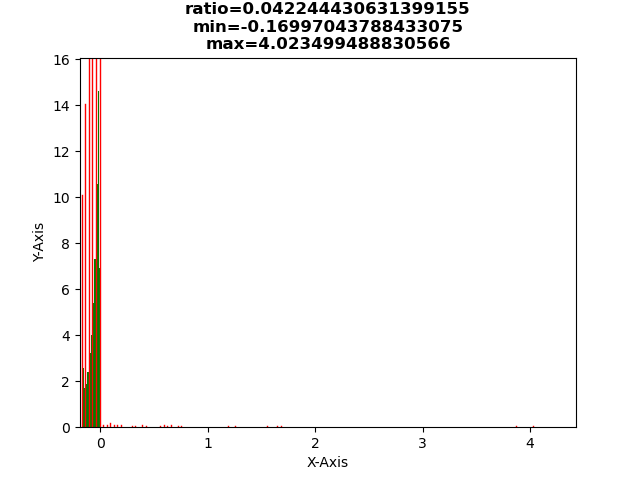 ratio=0.042244430631399155
min=-0.16997043788433075
max=4.023499488830566
16
14
12
10
8
6
4
2
0
Y-Axis
0 1 2 3 4
X-Axis